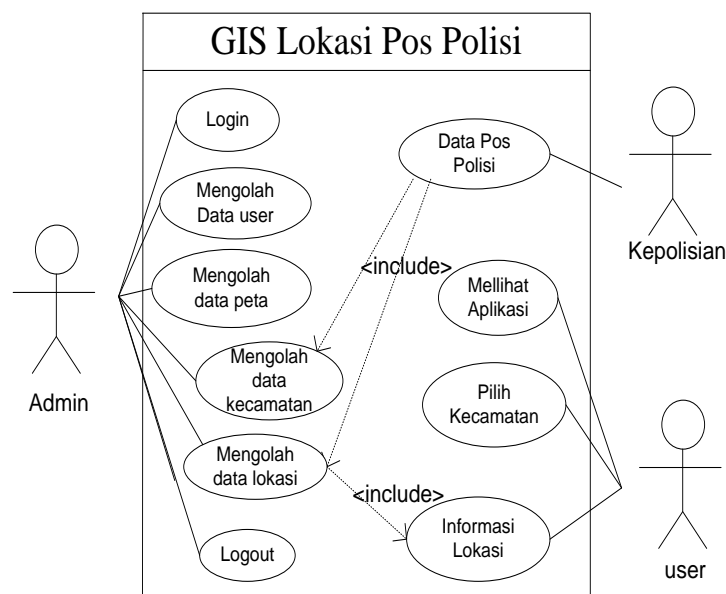 GIS Lokasi Pos Polisi
Login
Mengolah
Data user
Mengolah
data peta
Mengolah
data
kecamatan
Mengolah
data lokasi
Logout
Admin
Data Pos
Polisi
<include>
Mellihat
Aplikasi
Pilih
Kecamatan
<include>
Informasi
Lokasi
Kepolisian
user